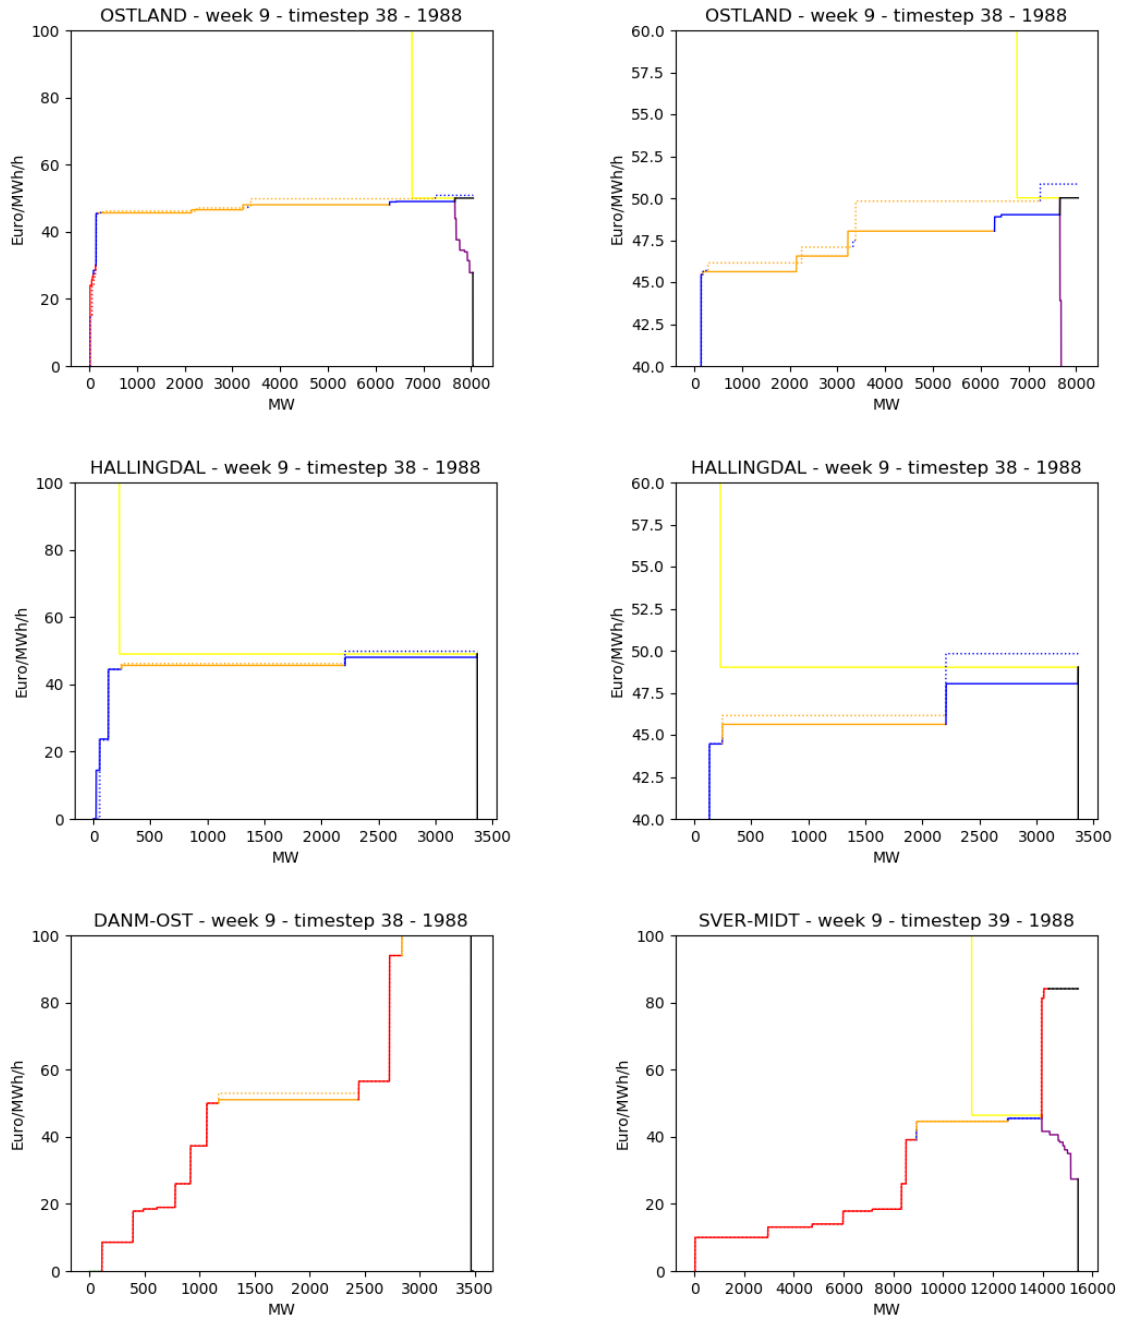 OSTLAND - week 9 - timestep 38 - 1988
OSTLAND - week 9 - timestep 38 - 1988
Euro/MWh/h
100
80
60
40
20
0
0 1000 2000 3000 4000 5000 6000 7000 8000
MW
Euro/MWh/h
60.0
57.5
55.0
52.5
50.0
47.5
45.0
42.5
40.0
0 1000 2000 3000 4000 5000 6000 7000 8000
MW
HALLINGDAL - week 9 - timestep 38 - 1988
HALLINGDAL - week 9 - timestep 38 - 1988
Euro/MWh/h
100
80
60
40
20
0
0 500 1000 1500 2000 2500 3000 3500
MW
Euro/MWh/h
60.0
57.5
55.0
52.5
50.0
47.5
45.0
42.5
40.0
0 500 1000 1500 2000 2500 3000 3500
MW
DANM-OST - week 9 - timestep 38 - 1988
SVER-MIDT - week 9 - timestep 39 - 1988
Euro/MWh/h
100
80
60
40
20
0
0 500 1000 1500 2000 2500 3000 3500
MW
Euro/MWh/h
100
80
60
40
20
0
0 2000 4000 6000 8000 10000 12000 14000 16000
MW